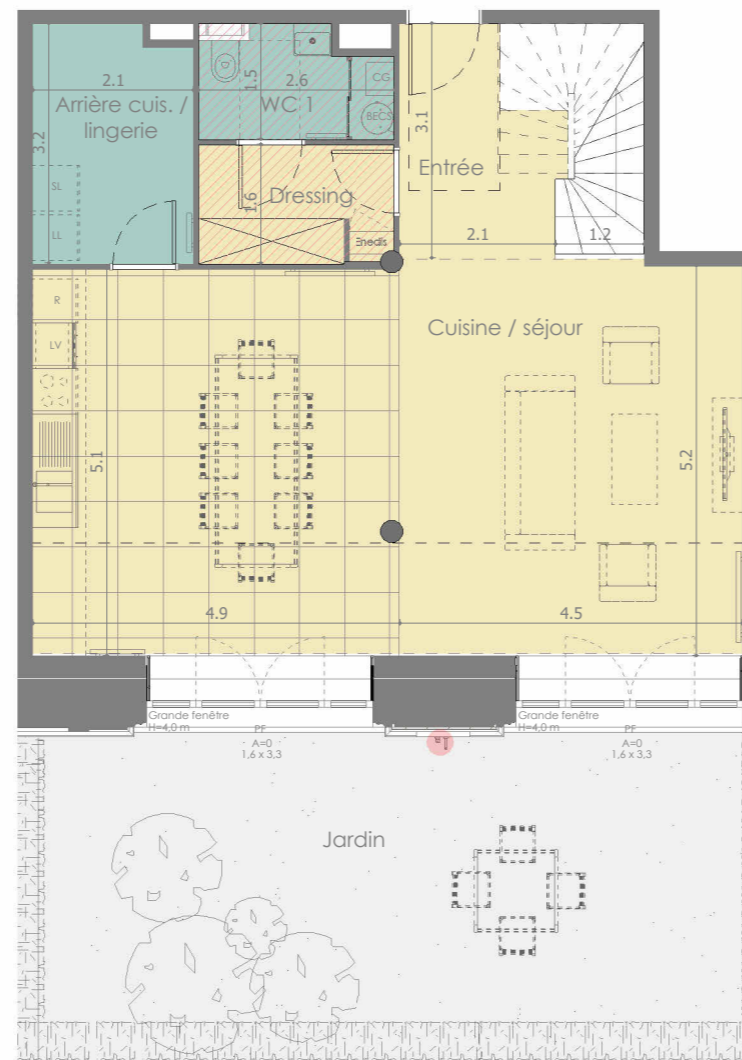 2.1
Arrière cuis. /
lingerie
3.2
SL
LL
1.5
2.6
WC 1
CG
BECS
1.6
Dressing
Enedis
3.1
Entrée
2.1
1.2
R
LV
5.1
Cuisine / séjour
5.2
4.9
4.5
Grande fenêtre
H=4,0 m
PF
A=0
1,6 x 3,3
Grande fenêtre
H=4,0 m
PF
A=0
1,6 x 3,3
Jardin